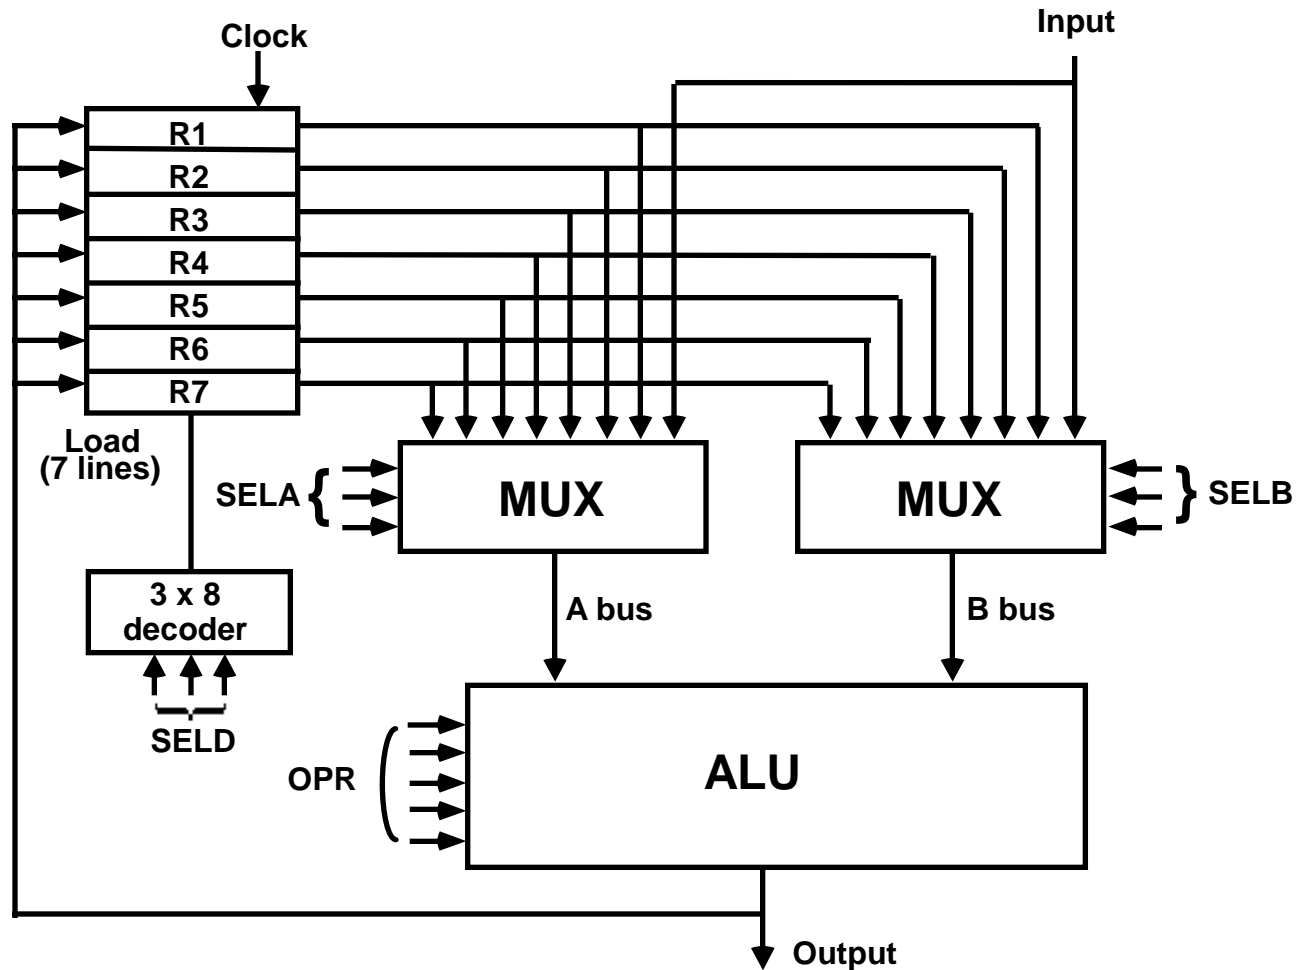 Clock
Input
R1
R2
R3
R4
R5
R6
R7
Load
(7 lines)
SELA {
MUX
MUX
} SELB
3 x 8
decoder
A bus
B bus
SELD
OPR
ALU
Output